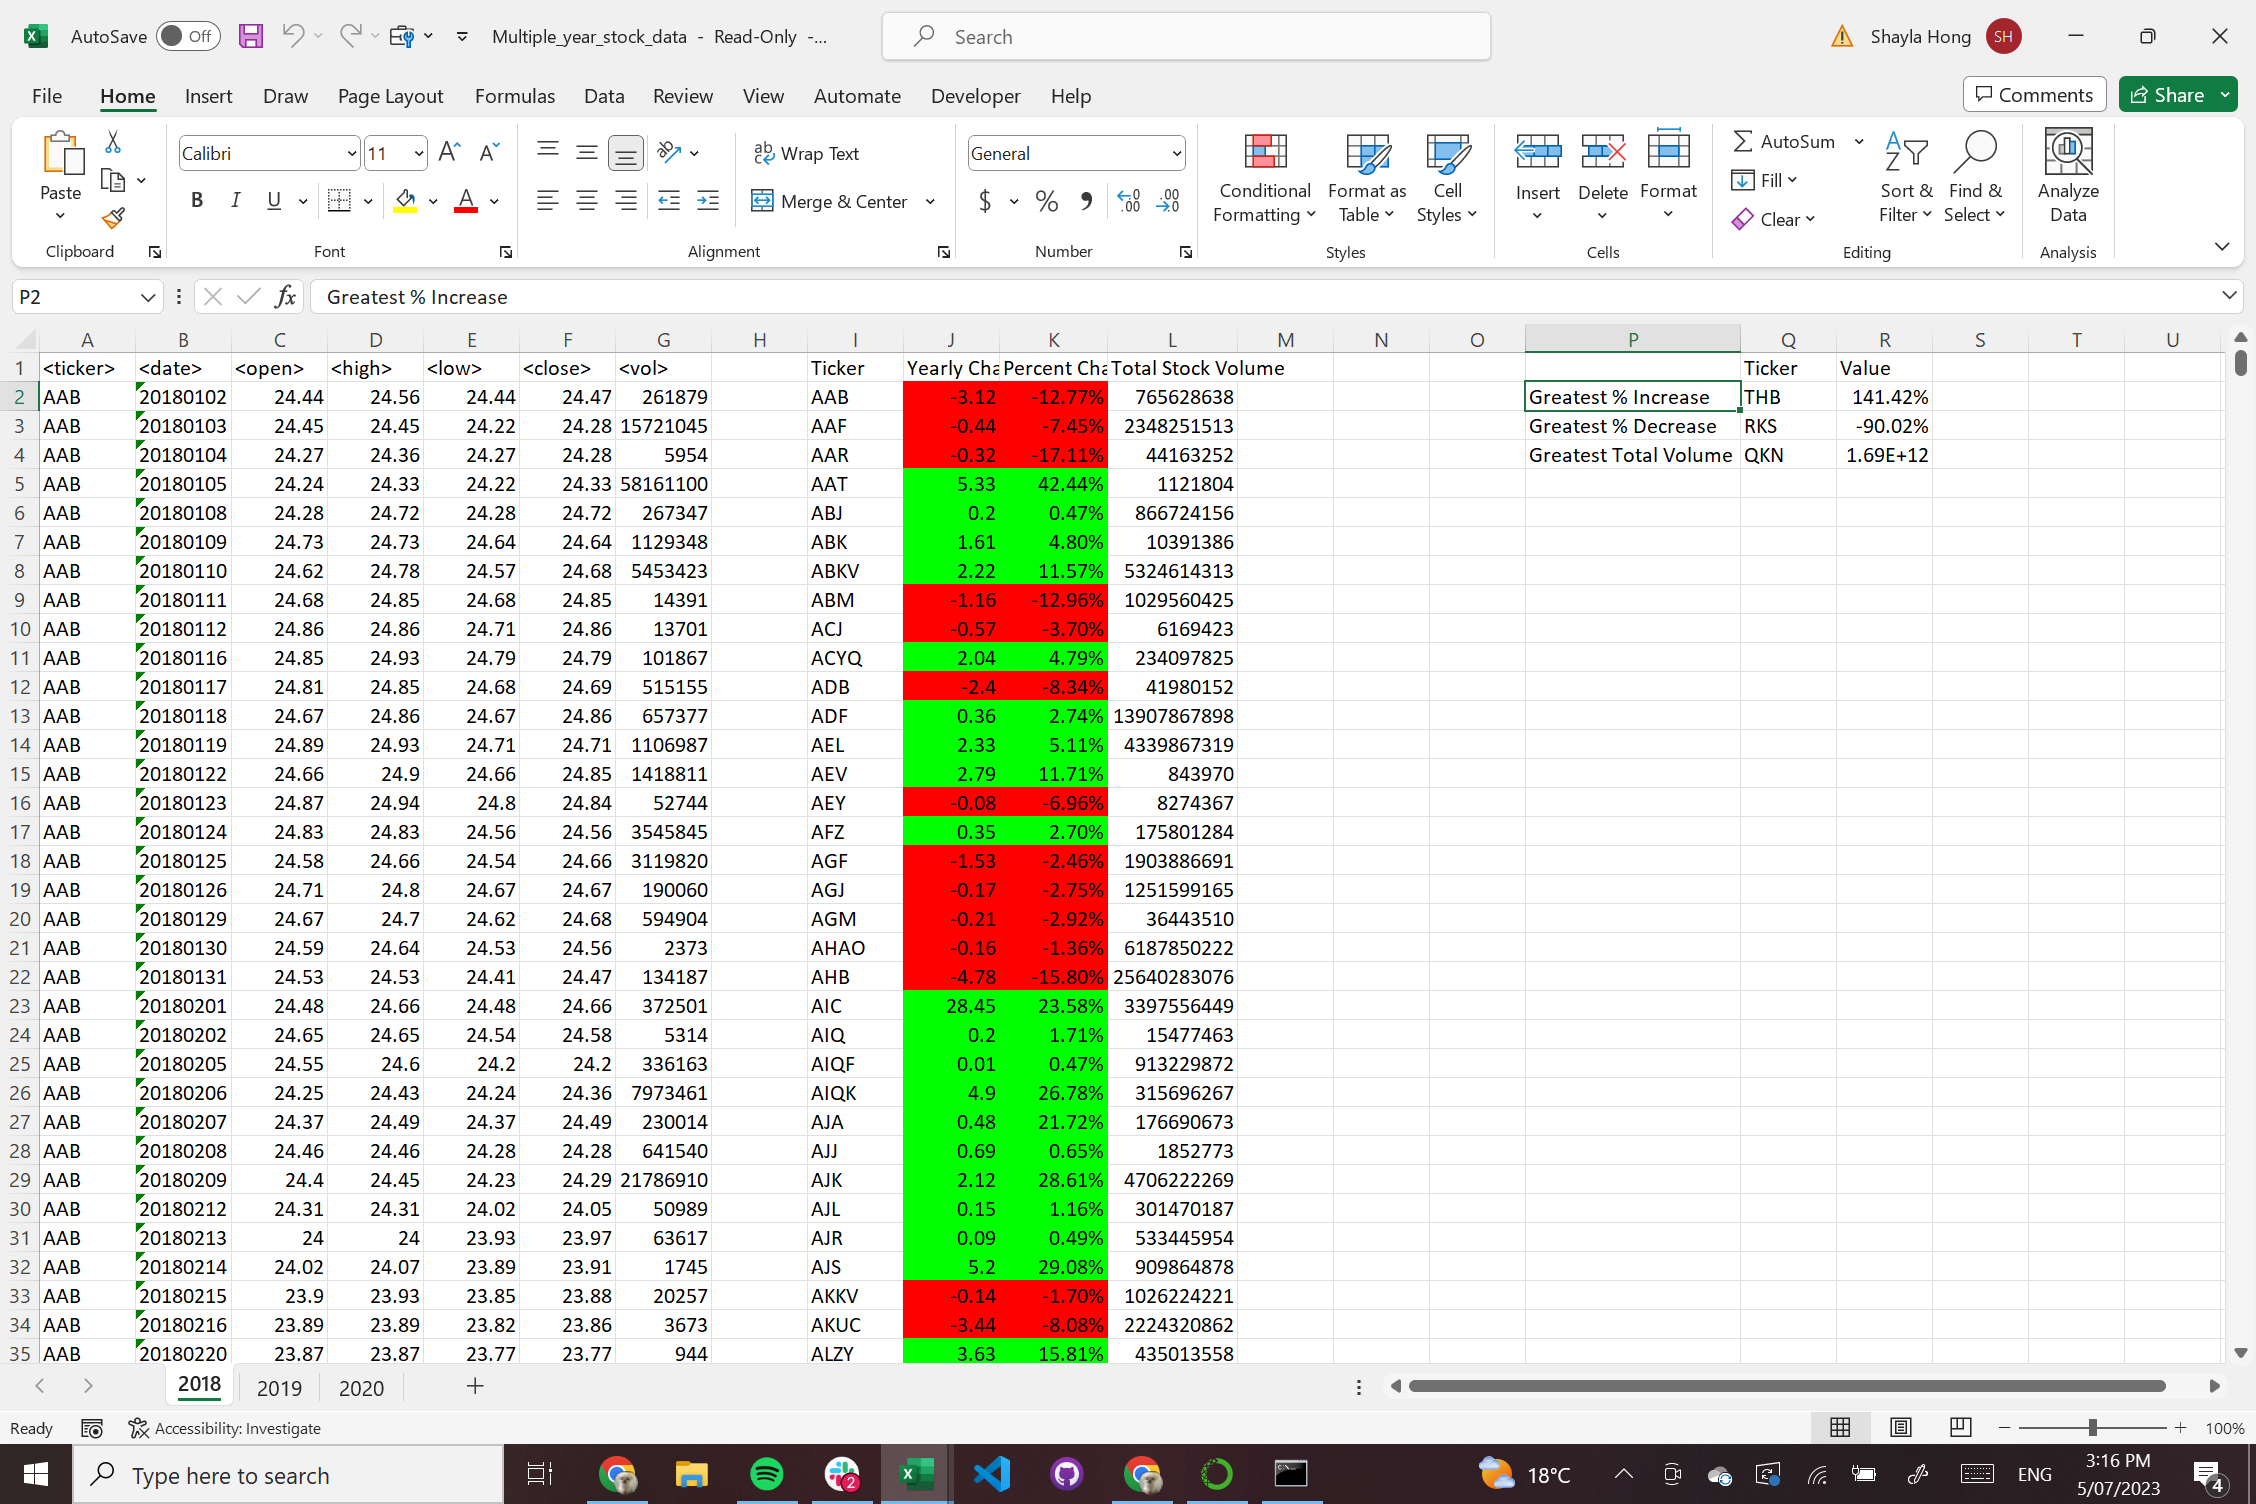 AutoSave Off Multiple_year_stock_data - Read-Only -... Search Shayla Hong SH
File Home Insert Draw Page Layout Formulas Data Review View Automate Developer Help Comments Share
Paste Calibri 11 Wrap Text General Conditional Formatting Format as Table Cell Styles Insert Delete Format AutoSum Fill Clear Sort & Filter Find & Select Analyze Data
B I U A Merge & Center $ %
Clipboard Font Alignment Number Styles Cells Editing Analysis
P2 fx Greatest % Increase
A B C D E F G H I J K L M N O P Q R S T U
1 <ticker> <date> <open> <high> <low> <close> <vol> Ticker Yearly Cha Percent Cha Total Stock Volume Ticker Value
2 AAB 20180102 24.44 24.56 24.44 24.47 261879 AAB -3.12 -12.77% 765628638 Greatest % Increase THB 141.42%
3 AAB 20180103 24.45 24.45 24.22 24.28 15721045 AAF -0.44 -7.45% 2348251513 Greatest % Decrease RKS -90.02%
4 AAB 20180104 24.27 24.36 24.27 24.28 5954 AAR -0.32 -17.11% 44163252 Greatest Total Volume QKN 1.69E+12
5 AAB 20180105 24.24 24.33 24.22 24.33 58161100 AAT 5.33 42.44% 1121804
6 AAB 20180108 24.28 24.72 24.28 24.72 267347 ABJ 0.2 0.47% 866724156
7 AAB 20180109 24.73 24.73 24.64 24.64 1129348 ABK 1.61 4.80% 10391386
8 AAB 20180110 24.62 24.78 24.57 24.68 5453423 ABKV 2.22 11.57% 5324614313
9 AAB 20180111 24.68 24.85 24.68 24.85 14391 ABM -1.16 -12.96% 1029560425
10 AAB 20180112 24.86 24.86 24.71 24.86 13701 ACJ -0.57 -3.70% 6169423
11 AAB 20180116 24.85 24.93 24.79 24.79 101867 ACYQ 2.04 4.79% 234097825
12 AAB 20180117 24.81 24.85 24.68 24.69 515155 ADB -2.4 -8.34% 41980152
13 AAB 20180118 24.67 24.86 24.67 24.86 657377 ADF 0.36 2.74% 13907867898
14 AAB 20180119 24.89 24.93 24.71 24.71 1106987 AEL 2.33 5.11% 4339867319
15 AAB 20180122 24.66 24.9 24.66 24.85 1418811 AEV 2.79 11.71% 843970
16 AAB 20180123 24.87 24.94 24.8 24.84 52744 AEY -0.08 -6.96% 8274367
17 AAB 20180124 24.83 24.83 24.56 24.56 3545845 AFZ 0.35 2.70% 175801284
18 AAB 20180125 24.58 24.66 24.54 24.66 3119820 AGF -1.53 -2.46% 1903886691
19 AAB 20180126 24.71 24.8 24.67 24.67 190060 AGJ -0.17 -2.75% 1251599165
20 AAB 20180129 24.67 24.7 24.62 24.68 594904 AGM -0.21 -2.92% 36443510
21 AAB 20180130 24.59 24.64 24.53 24.56 2373 AHAO -0.16 -1.36% 6187850222
22 AAB 20180131 24.53 24.53 24.41 24.47 134187 AHB -4.78 -15.80% 25640283076
23 AAB 20180201 24.48 24.66 24.48 24.66 372501 AIC 28.45 23.58% 3397556449
24 AAB 20180202 24.65 24.65 24.54 24.58 5314 AIQ 0.2 1.71% 15477463
25 AAB 20180205 24.55 24.6 24.2 24.2 336163 AIQF 0.01 0.47% 913229872
26 AAB 20180206 24.25 24.43 24.24 24.36 7973461 AIQK 4.9 26.78% 315696267
27 AAB 20180207 24.37 24.49 24.37 24.49 230014 AJA 0.48 21.72% 176690673
28 AAB 20180208 24.46 24.46 24.28 24.28 641540 AJJ 0.69 0.65% 1852773
29 AAB 20180209 24.4 24.45 24.23 24.29 21786910 AJK 2.12 28.61% 4706222269
30 AAB 20180212 24.31 24.31 24.02 24.05 50989 AJL 0.15 1.16% 301470187
31 AAB 20180213 24 24 23.93 23.97 63617 AJR 0.09 0.49% 533445954
32 AAB 20180214 24.02 24.07 23.89 23.91 1745 AJS 5.2 29.08% 909864878
33 AAB 20180215 23.9 23.93 23.85 23.88 20257 AKKV -0.14 -1.70% 1026224221
34 AAB 20180216 23.89 23.89 23.82 23.86 3673 AKUC -3.44 -8.08% 2224320862
35 AAB 20180220 23.87 23.87 23.77 23.77 944 ALZY 3.63 15.81% 435013558
2018 2019 2020
Ready Accessibility: Investigate 100%
Type here to search 2 18°C ENG 3:16 PM 5/07/2023 4